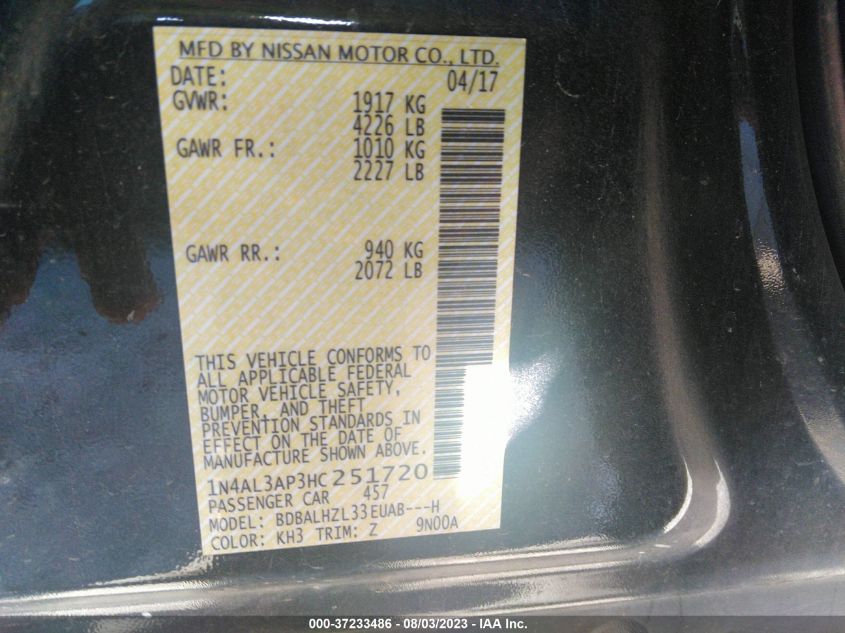 MFD BY NISSAN MOTOR CO., LTD.
DATE: 04/17
GVWR: 1917 KG
4226 LB
GAWR FR.: 1010 KG
2227 LB
GAWR RR.: 940 KG
2072 LB
THIS VEHICLE CONFORMS TO
ALL APPLICABLE FEDERAL
MOTOR VEHICLE SAFETY,
BUMPER, AND THEFT
PREVENTION STANDARDS IN
EFFECT ON THE DATE OF
MANUFACTURE SHOWN ABOVE.
1N4AL3AP3HC251720
PASSENGER CAR 457
MODEL: BDBALHZL33EUAB---H
COLOR: KH3 TRIM: Z 9N00A
000-37233486 - 08/03/2023 - IAA Inc.